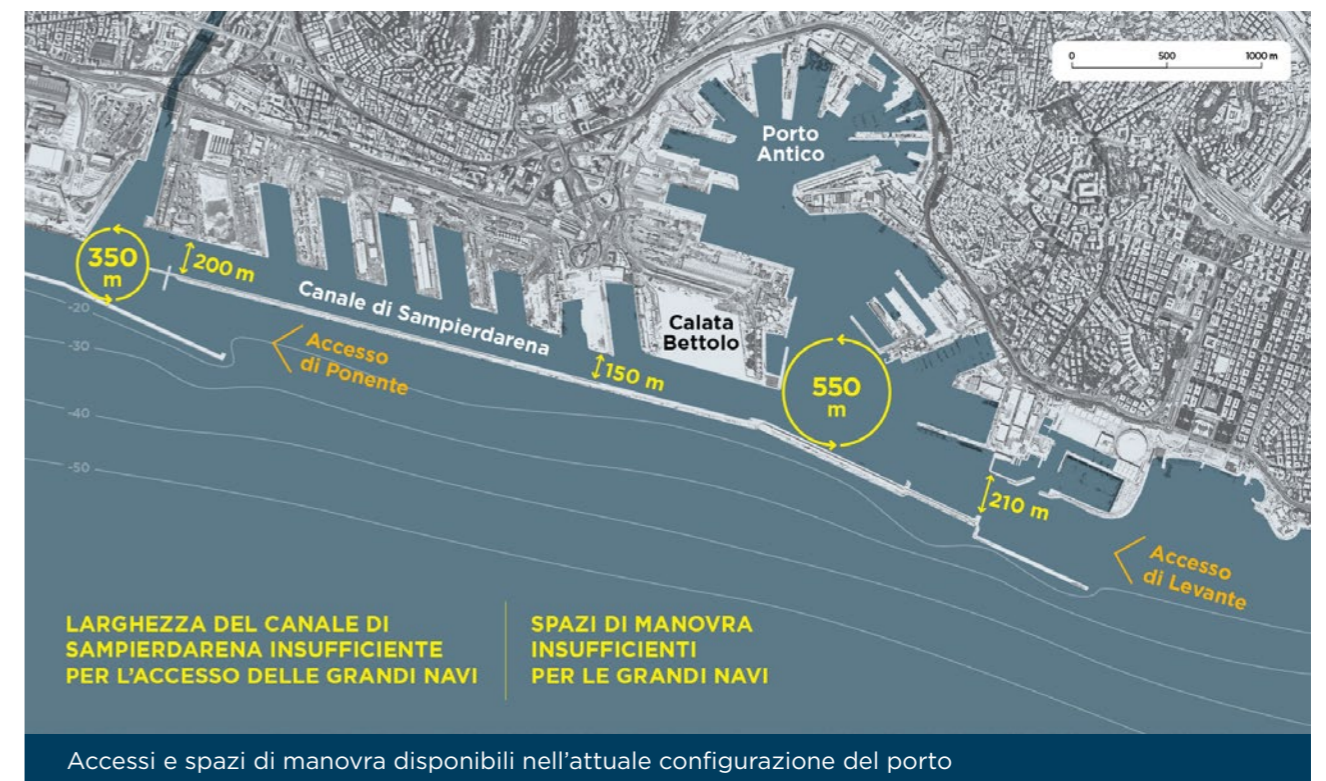 0 500 1000 m
Porto
Antico
350
m
200 m
Canale di Sampierdarena
Calata
Bettolo
-20
-30
-40
-50
Accesso
di Ponente
150 m
550
m
210 m
Accesso
di Levante
LARGHEZZA DEL CANALE DI
SAMPIERDARENA INSUFFICIENTE
PER L'ACCESSO DELLE GRANDI NAVI
SPAZI DI MANOVRA
INSUFFICIENTI
PER LE GRANDI NAVI
Accessi e spazi di manovra disponibili nell'attuale configurazione del porto